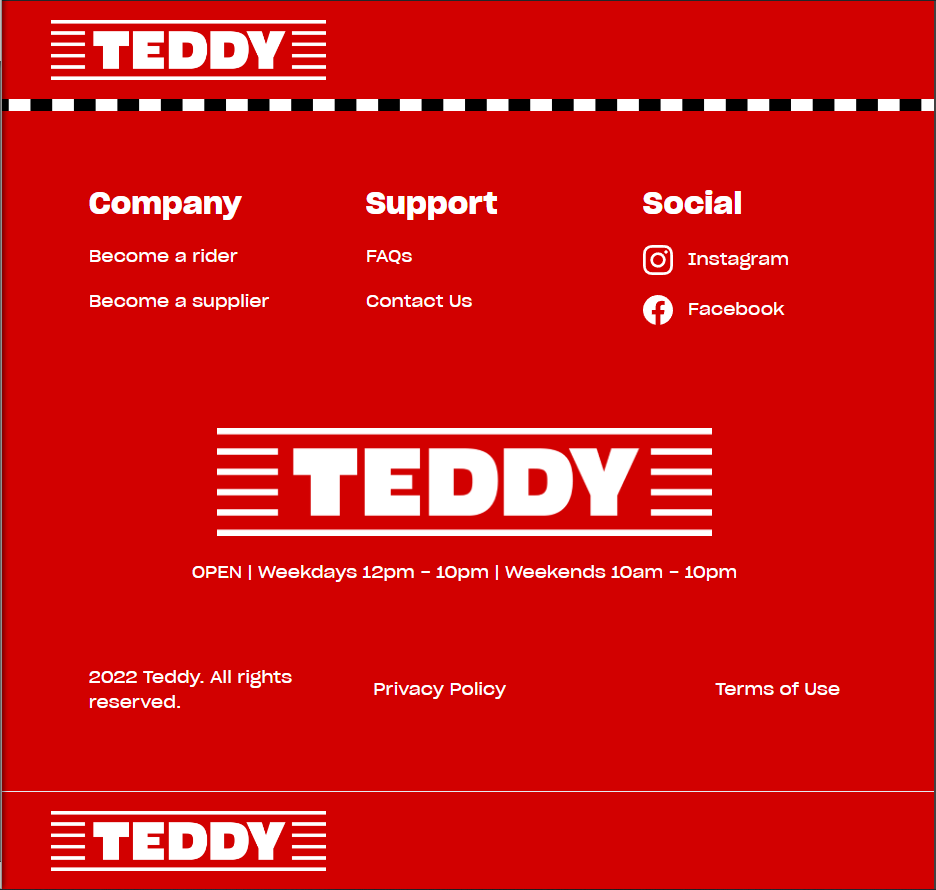 TEDDY
Company
Become a rider
Become a supplier
Support
FAQs
Contact Us
Social
Instagram
Facebook
TEDDY
OPEN | Weekdays 12pm - 10pm | Weekends 10am - 10pm
2022 Teddy. All rights
reserved.
Privacy Policy
Terms of Use
TEDDY